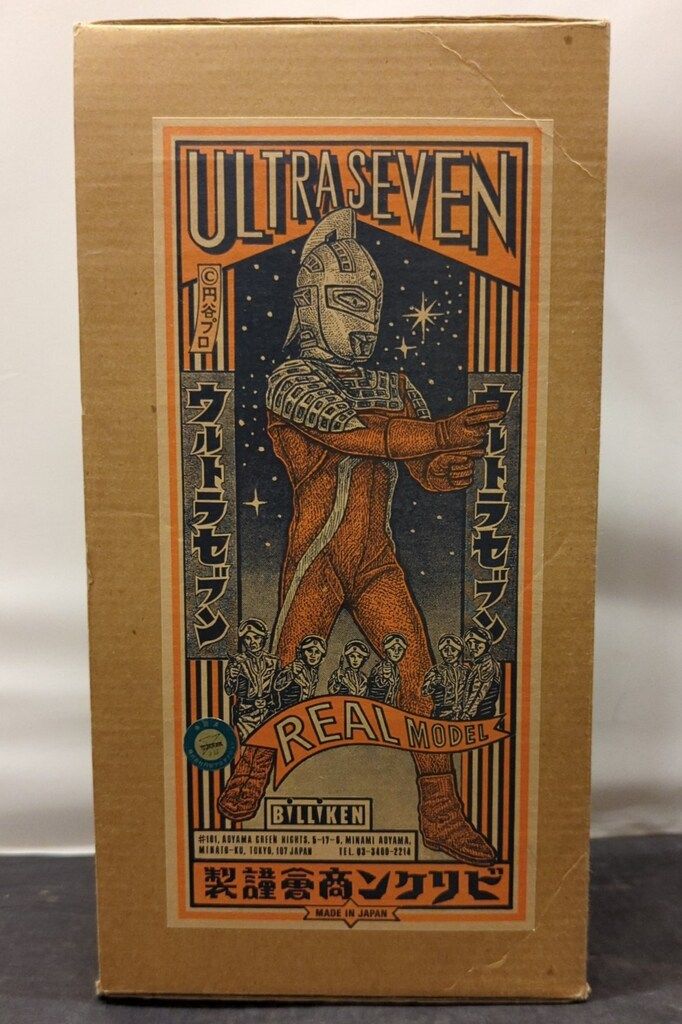 ULTRASEVEN
©円谷プロ
ウルトラセブン
ウルトラセブン
REAL MODEL
BILLIKEN
#101, AOYAMA GREEN HIGHTS, 5-17-6, MINAMI AOYAMA,
MINATO-KU, TOKYO, 107 JAPAN TEL. 03-3400-2214
製謹會商ンケリビ
MADE IN JAPAN